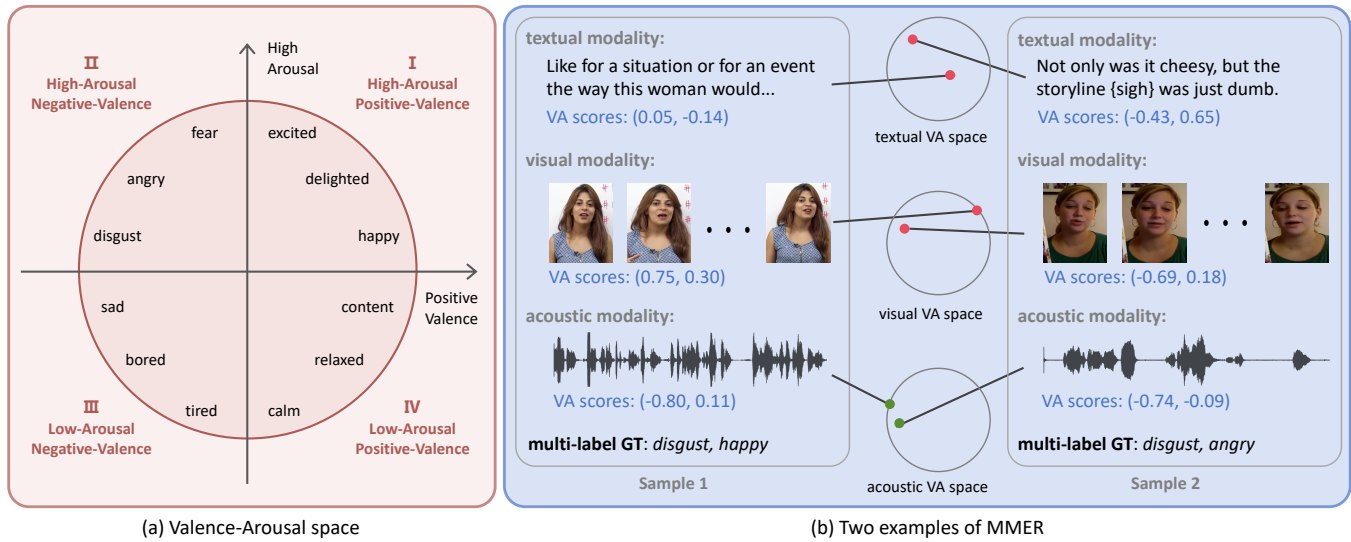 High
Arousal
II
High-Arousal
Negative-Valence
I
High-Arousal
Positive-Valence
fear
excited
angry
delighted
disgust
happy
Positive
Valence
sad
content
bored
relaxed
tired
calm
III
Low-Arousal
Negative-Valence
IV
Low-Arousal
Positive-Valence
(a) Valence-Arousal space
textual modality:
Like for a situation or for an event
the way this woman would...
VA scores: (0.05, -0.14)
visual modality:
VA scores: (0.75, 0.30)
acoustic modality:
VA scores: (-0.80, 0.11)
multi-label GT: disgust, happy
Sample 1
textual VA space
visual VA space
acoustic VA space
textual modality:
Not only was it cheesy, but the
storyline {sigh} was just dumb.
VA scores: (-0.43, 0.65)
visual modality:
VA scores: (-0.69, 0.18)
acoustic modality:
VA scores: (-0.74, -0.09)
multi-label GT: disgust, angry
Sample 2
(b) Two examples of MMER